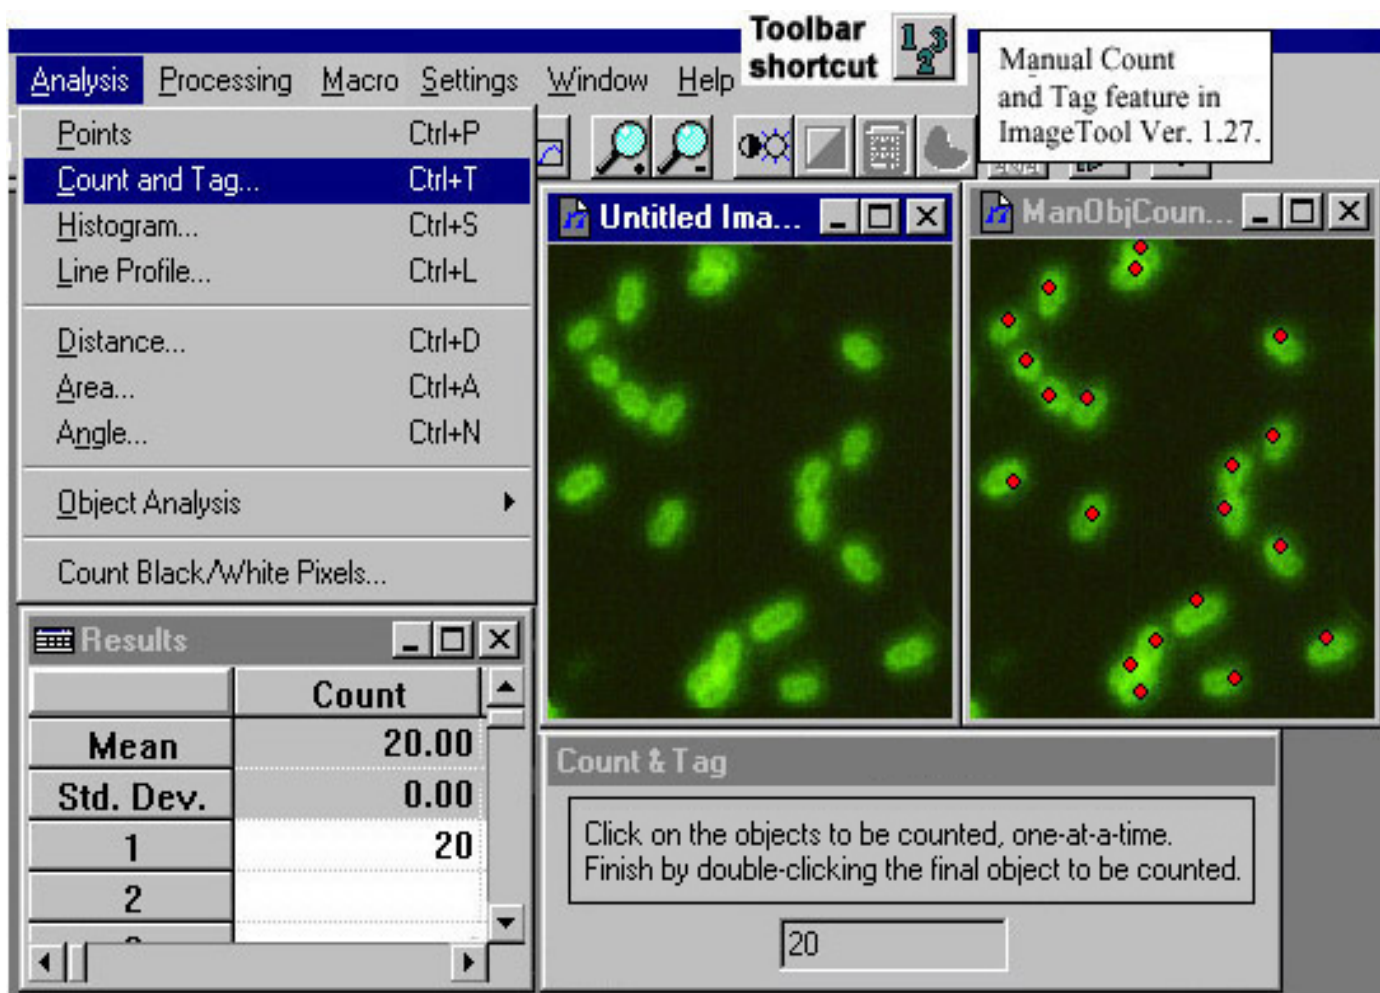 Toolbar
shortcut
1 2 3
Manual Count
and Tag feature in
ImageTool Ver. 1.27.
Analysis Processing Macro Settings Window Help
Points Ctrl+P
Count and Tag... Ctrl+T
Histogram... Ctrl+S
Line Profile... Ctrl+L
Distance... Ctrl+D
Area... Ctrl+A
Angle... Ctrl+N
Object Analysis
Count Black/White Pixels...
Untitled Ima...
ManObjCoun...
Results
Count
Mean 20.00
Std. Dev. 0.00
1 20
2
Count & Tag
Click on the objects to be counted, one-at-a-time.
Finish by double-clicking the final object to be counted.
20